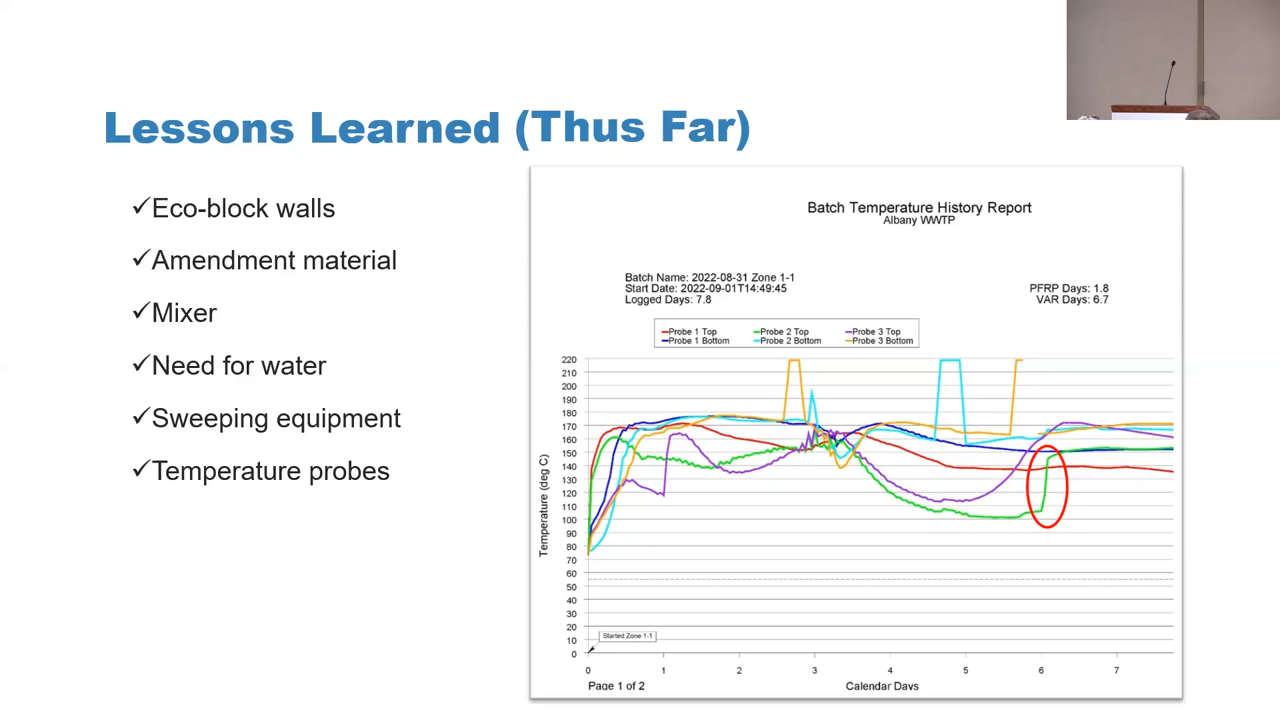 Lessons Learned (Thus Far)
✓Eco-block walls
✓Amendment material
✓Mixer
✓Need for water
✓Sweeping equipment
✓Temperature probes
Batch Temperature History Report
Albany WWTP
Batch Name: 2022-08-31 Zone 1-1
Start Date: 2022-09-01T14:49:45
Logged Days: 7.8
PFRP Days: 1.8
VAR Days: 6.7
Probe 1 Top Probe 2 Top Probe 3 Top
Probe 1 Bottom Probe 2 Bottom Probe 3 Bottom
220
210
200
190
180
170
160
150
140
130
120
110
100
90
80
70
60
50
40
30
20
10
0
Temperature (deg C)
Started Zone 1-1
0 1 2 3 4 5 6 7
Page 1 of 2
Calendar Days